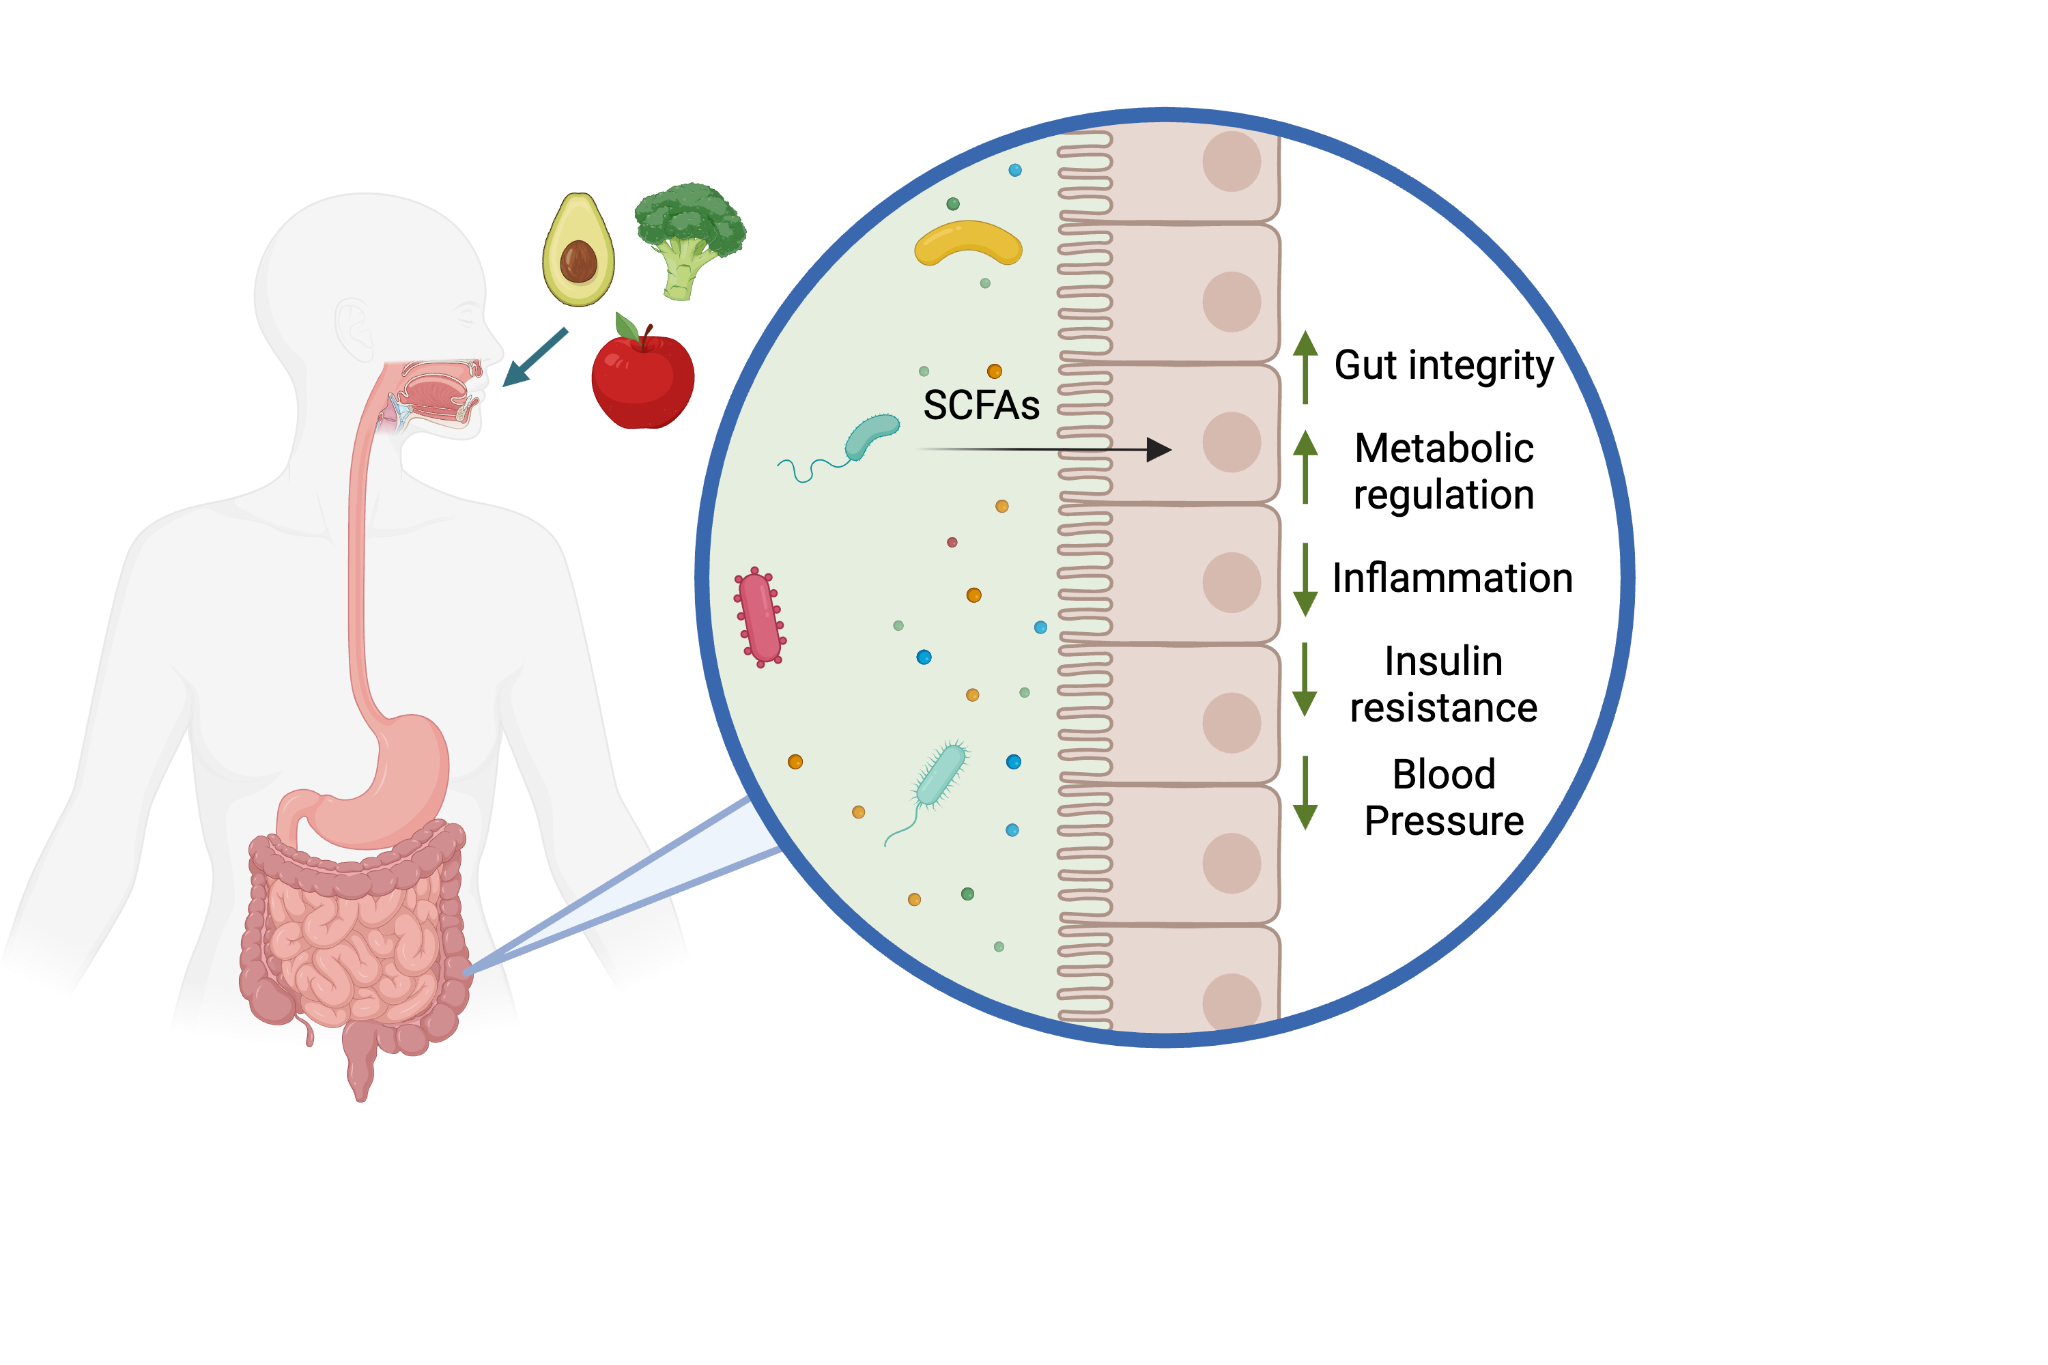 SCFAs
Gut integrity
Metabolic
regulation
Inflammation
Insulin
resistance
Blood
Pressure